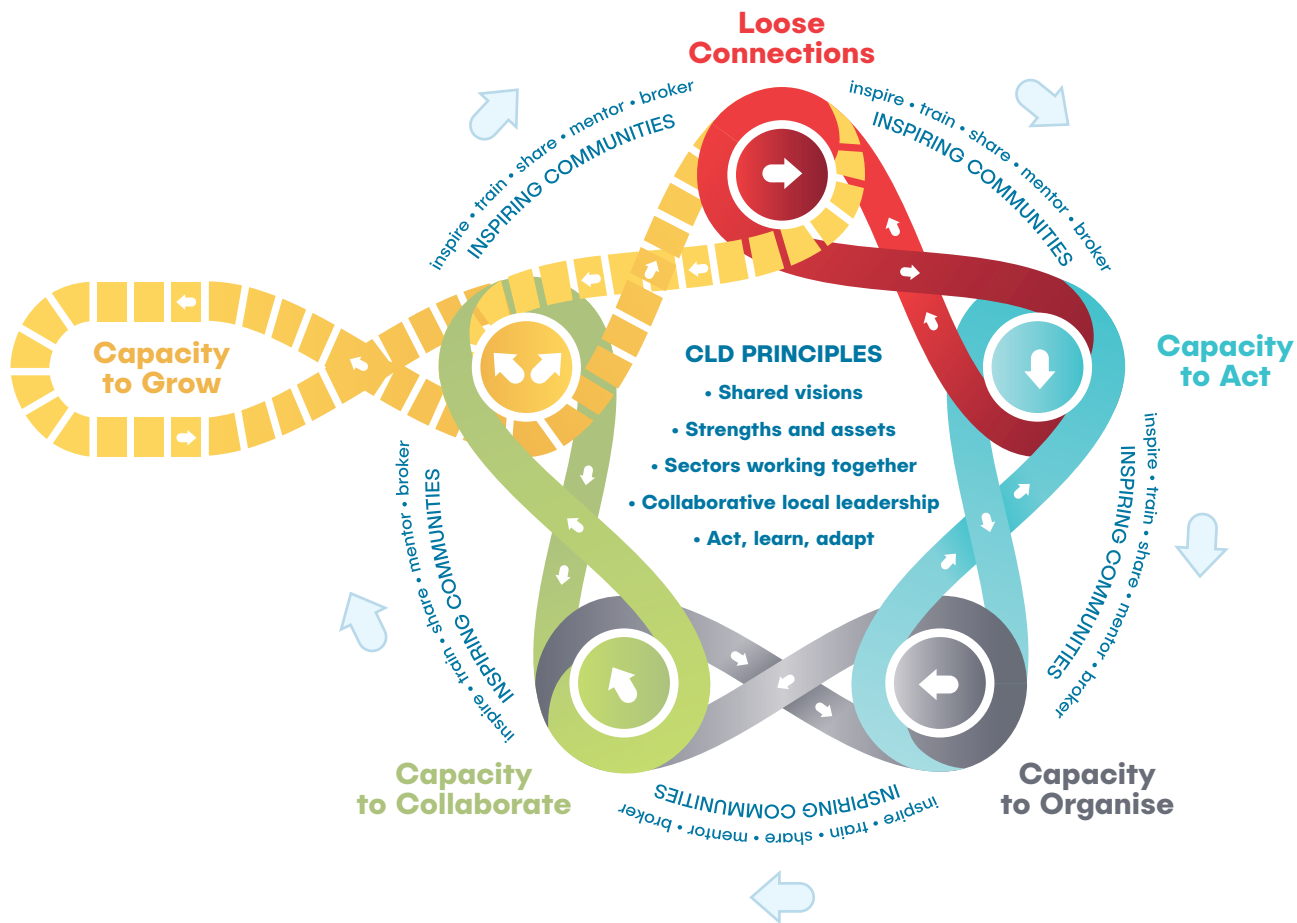 Loose
Connections
inspire • train • share • mentor • broker
INSPIRING COMMUNITIES
inspire • train • share • mentor • broker
INSPIRING COMMUNITIES
Capacity
to Grow
CLD PRINCIPLES
• Shared visions
• Strengths and assets
• Sectors working together
• Collaborative local leadership
• Act, learn, adapt
Capacity
to Act
inspire • train • share • mentor • broker
INSPIRING COMMUNITIES
inspire • train • share • mentor • broker
INSPIRING COMMUNITIES
Capacity
to Collaborate
Capacity
to Organise
INSPIRING COMMUNITIES
inspire • train • share • mentor • broker